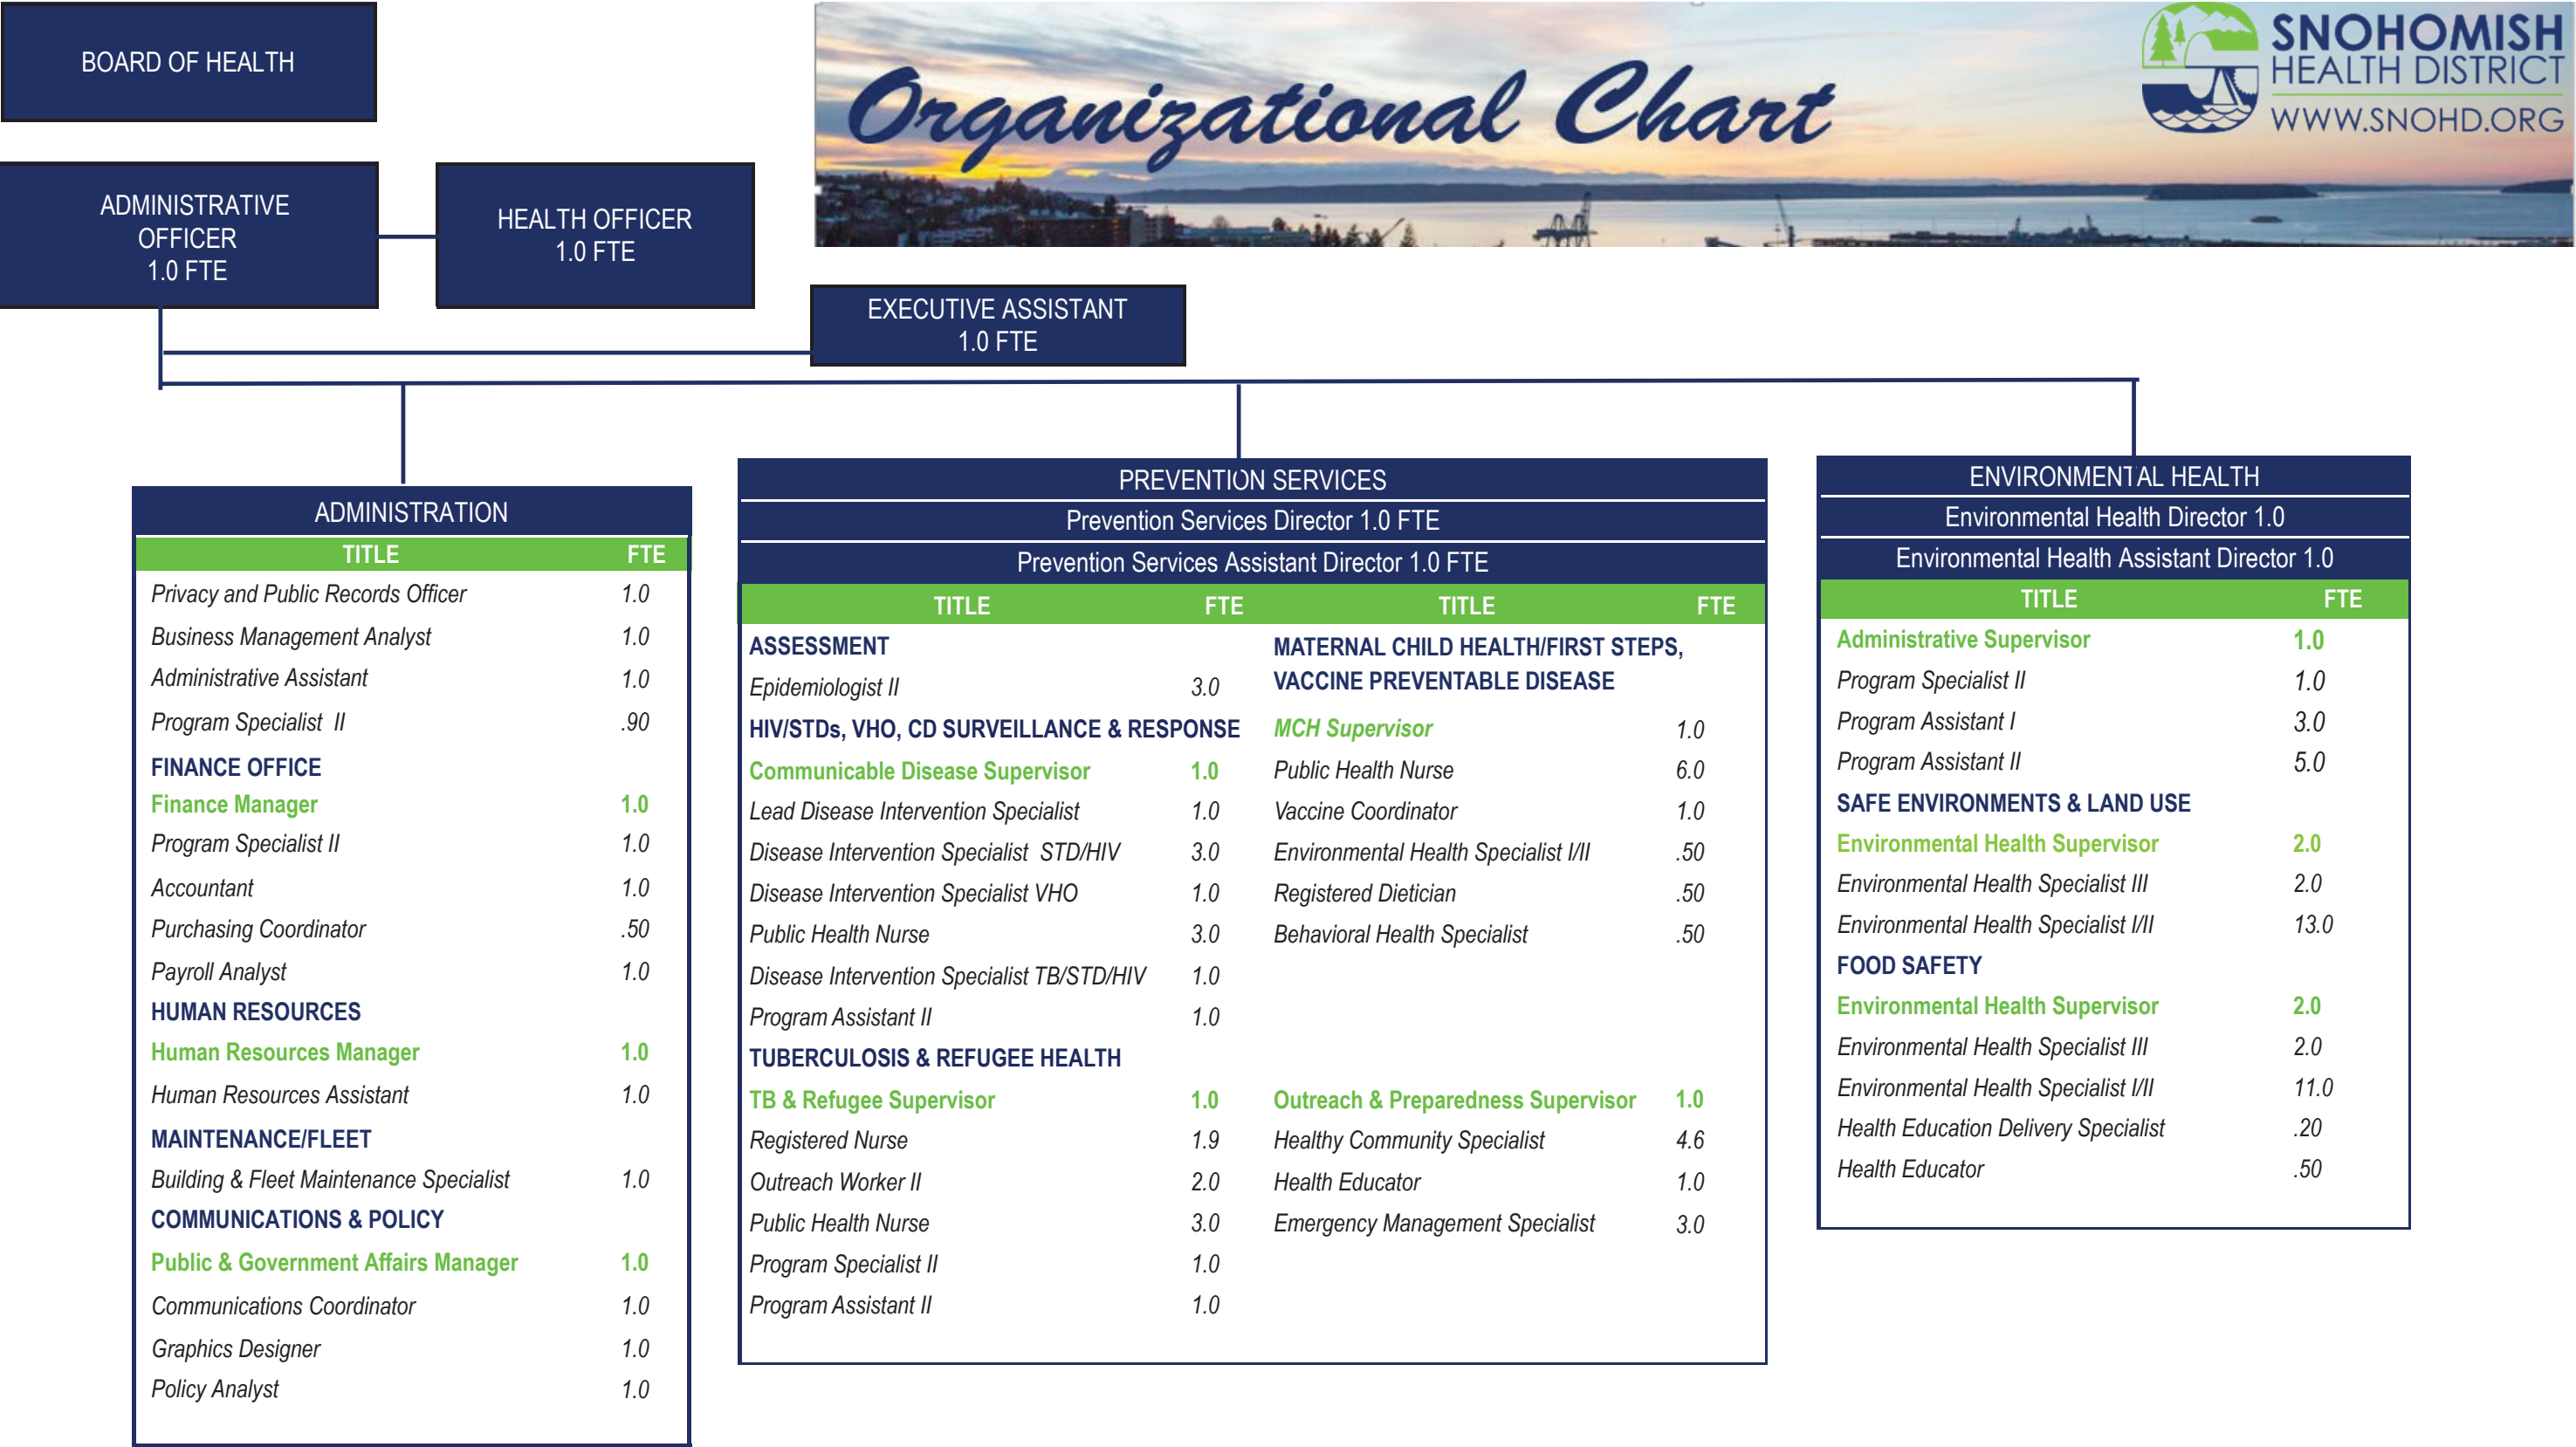 BOARD OF HEALTH
Organizational Chart
SNOHOMISH
HEALTH DISTRICT
WWW.SNOHD.ORG
ADMINISTRATIVE
OFFICER
1.0 FTE
HEALTH OFFICER
1.0 FTE
EXECUTIVE ASSISTANT
1.0 FTE
ADMINISTRATION
TITLE FTE
Privacy and Public Records Officer 1.0
Business Management Analyst 1.0
Administrative Assistant 1.0
Program Specialist II .90
FINANCE OFFICE
Finance Manager 1.0
Program Specialist II 1.0
Accountant 1.0
Purchasing Coordinator .50
Payroll Analyst 1.0
HUMAN RESOURCES
Human Resources Manager 1.0
Human Resources Assistant 1.0
MAINTENANCE/FLEET
Building & Fleet Maintenance Specialist 1.0
COMMUNICATIONS & POLICY
Public & Government Affairs Manager 1.0
Communications Coordinator 1.0
Graphics Designer 1.0
Policy Analyst 1.0
PREVENTION SERVICES
Prevention Services Director 1.0 FTE
Prevention Services Assistant Director 1.0 FTE
TITLE FTE TITLE FTE
ASSESSMENT
Epidemiologist II 3.0
HIV/STDs, VHO, CD SURVEILLANCE & RESPONSE
Communicable Disease Supervisor 1.0
Lead Disease Intervention Specialist 1.0
Disease Intervention Specialist STD/HIV 3.0
Disease Intervention Specialist VHO 1.0
Public Health Nurse 3.0
Disease Intervention Specialist TB/STD/HIV 1.0
Program Assistant II 1.0
TUBERCULOSIS & REFUGEE HEALTH
TB & Refugee Supervisor 1.0
Registered Nurse 1.9
Outreach Worker II 2.0
Public Health Nurse 3.0
Program Specialist II 1.0
Program Assistant II 1.0
MATERNAL CHILD HEALTH/FIRST STEPS,
VACCINE PREVENTABLE DISEASE
MCH Supervisor 1.0
Public Health Nurse 6.0
Vaccine Coordinator 1.0
Environmental Health Specialist I/II .50
Registered Dietician .50
Behavioral Health Specialist .50
Outreach & Preparedness Supervisor 1.0
Healthy Community Specialist 4.6
Health Educator 1.0
Emergency Management Specialist 3.0
ENVIRONMENTAL HEALTH
Environmental Health Director 1.0
Environmental Health Assistant Director 1.0
TITLE FTE
Administrative Supervisor 1.0
Program Specialist II 1.0
Program Assistant I 3.0
Program Assistant II 5.0
SAFE ENVIRONMENTS & LAND USE
Environmental Health Supervisor 2.0
Environmental Health Specialist III 2.0
Environmental Health Specialist I/II 13.0
FOOD SAFETY
Environmental Health Supervisor 2.0
Environmental Health Specialist III 2.0
Environmental Health Specialist I/II 11.0
Health Education Delivery Specialist .20
Health Educator .50